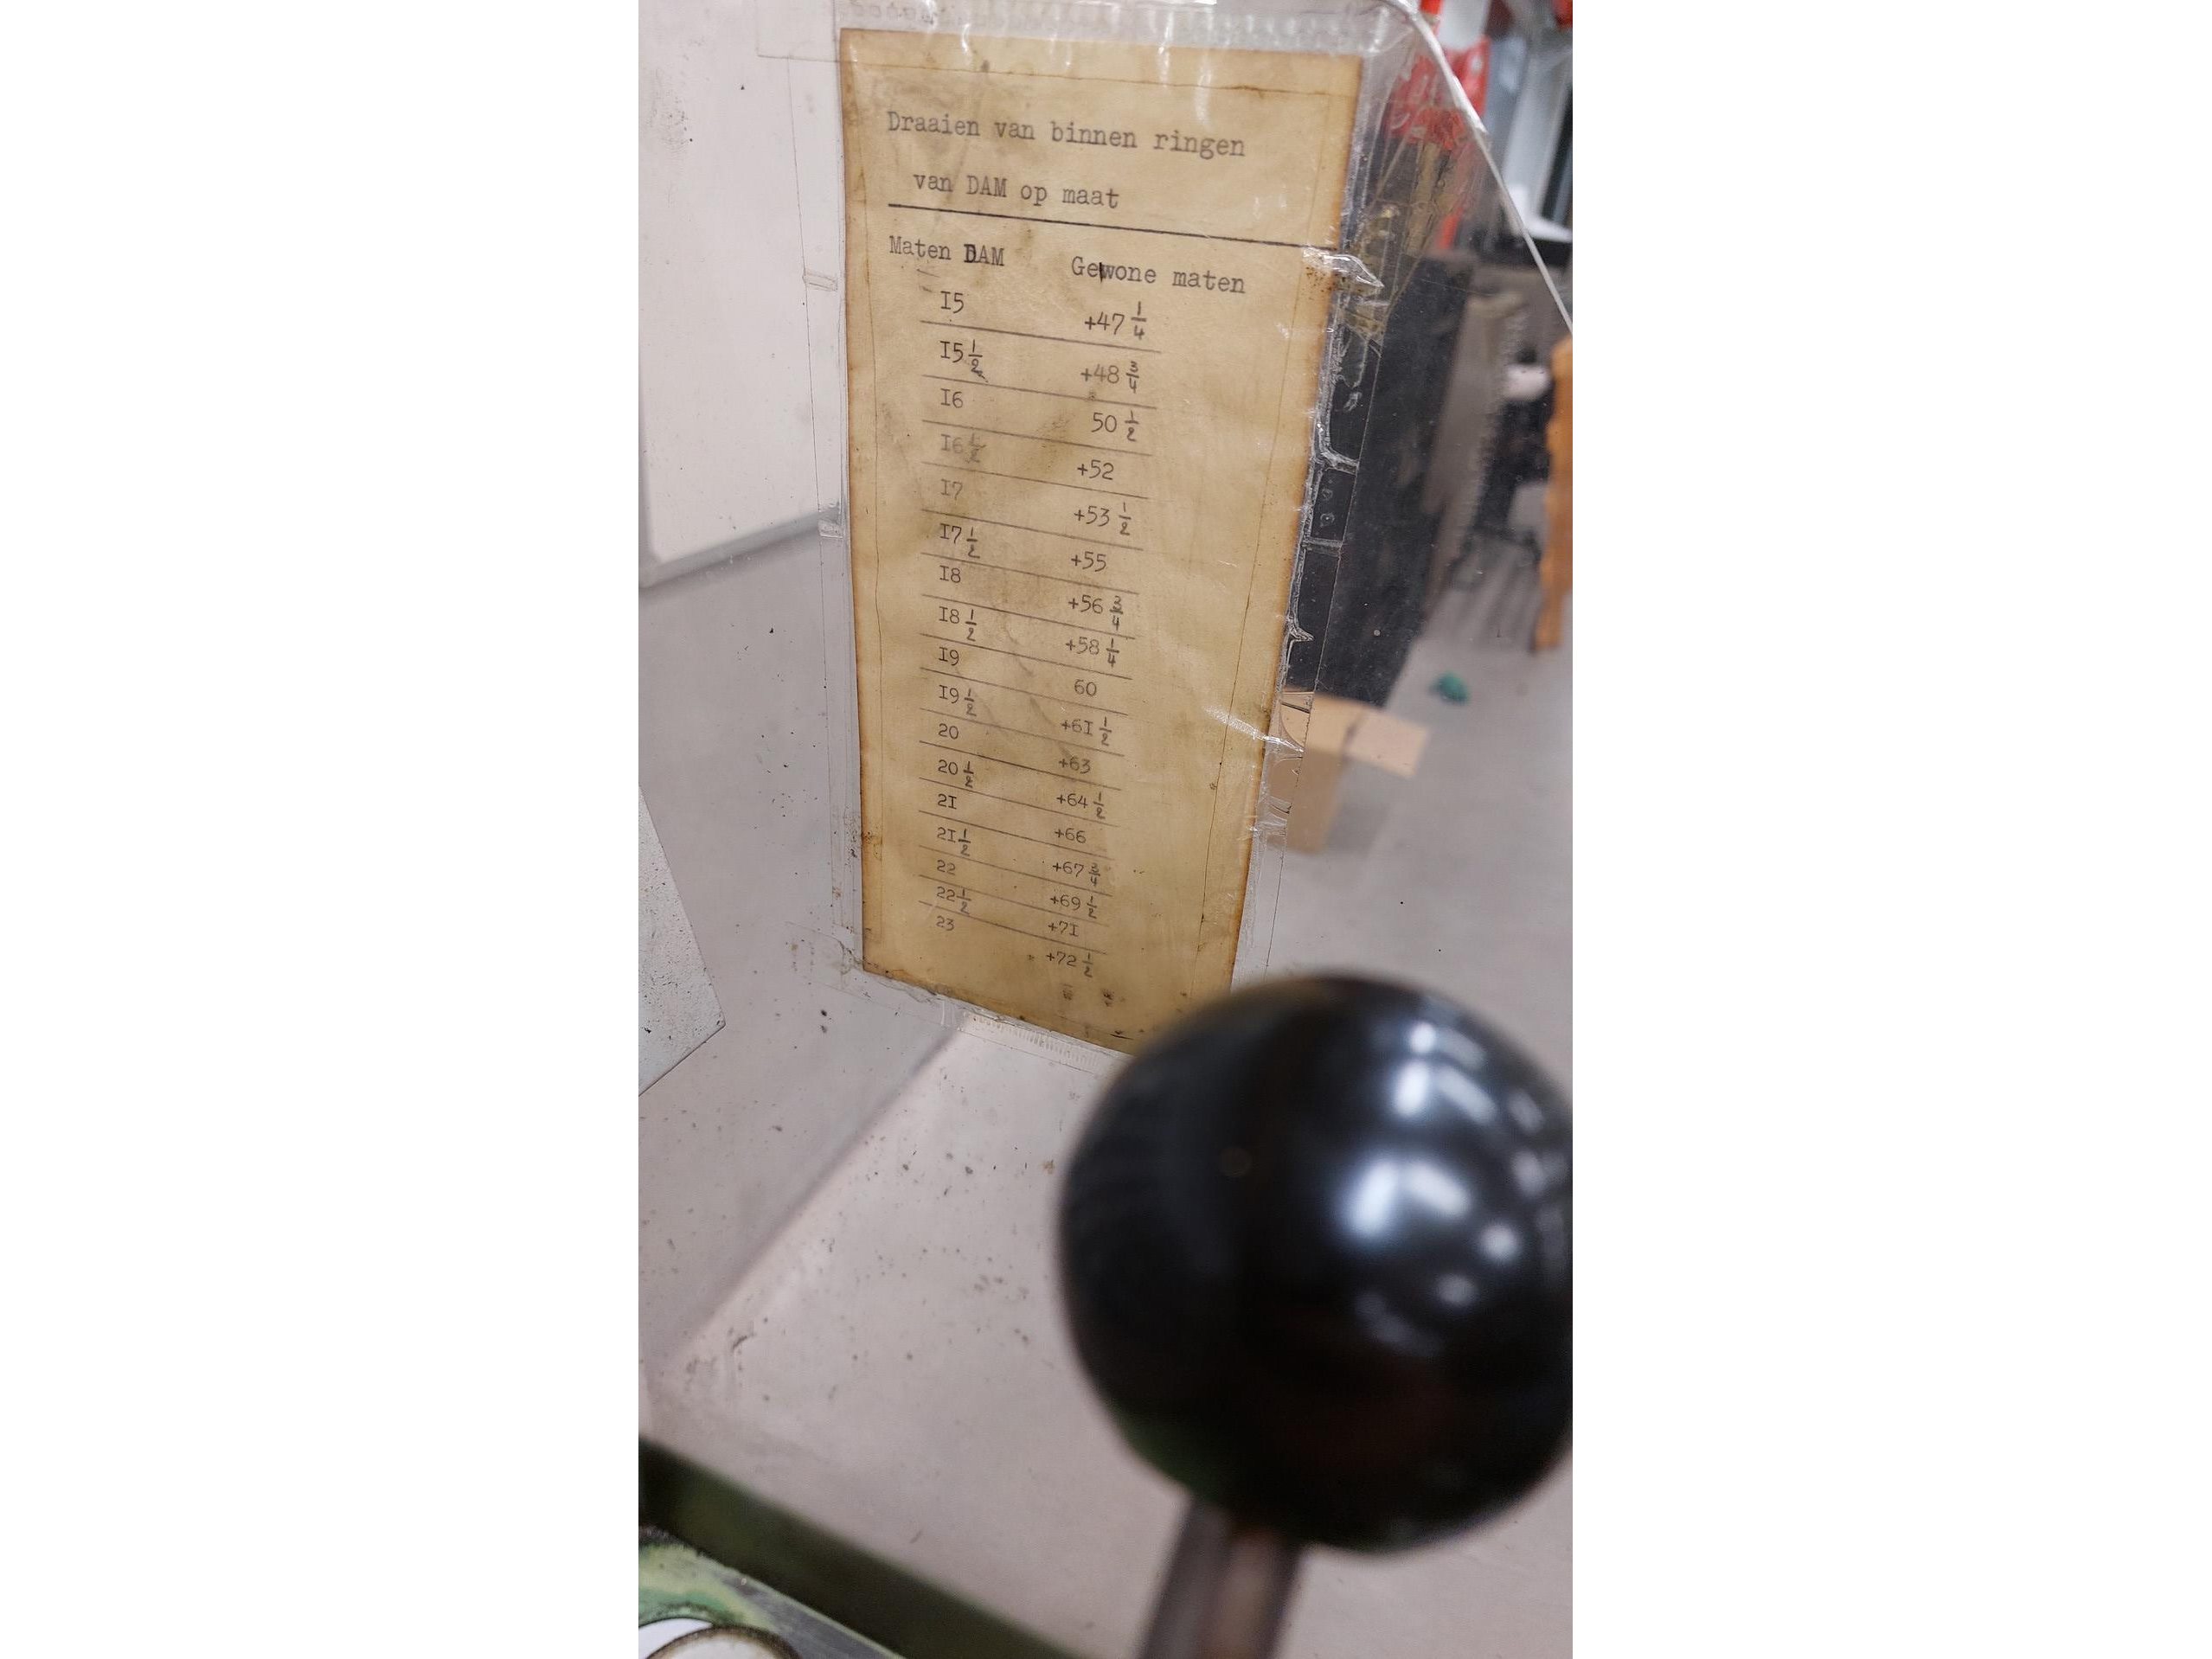 Draaien van binnen ringen
van DAM op maat
Maten DAM Gewone maten
I5 +47 1/4
I5 1/2 +48 3/4
I6 50 1/2
I6 1/2 +52
I7 +53 1/2
I7 1/2 +55
I8 +56 3/4
I8 1/2 +58 1/4
I9 60
I9 1/2 +6I 1/2
20 +63
20 1/2 +64 1/2
2I +66
2I 1/2 +67 3/4
22 +69 1/2
22 1/2 +7I
23 +72 1/2